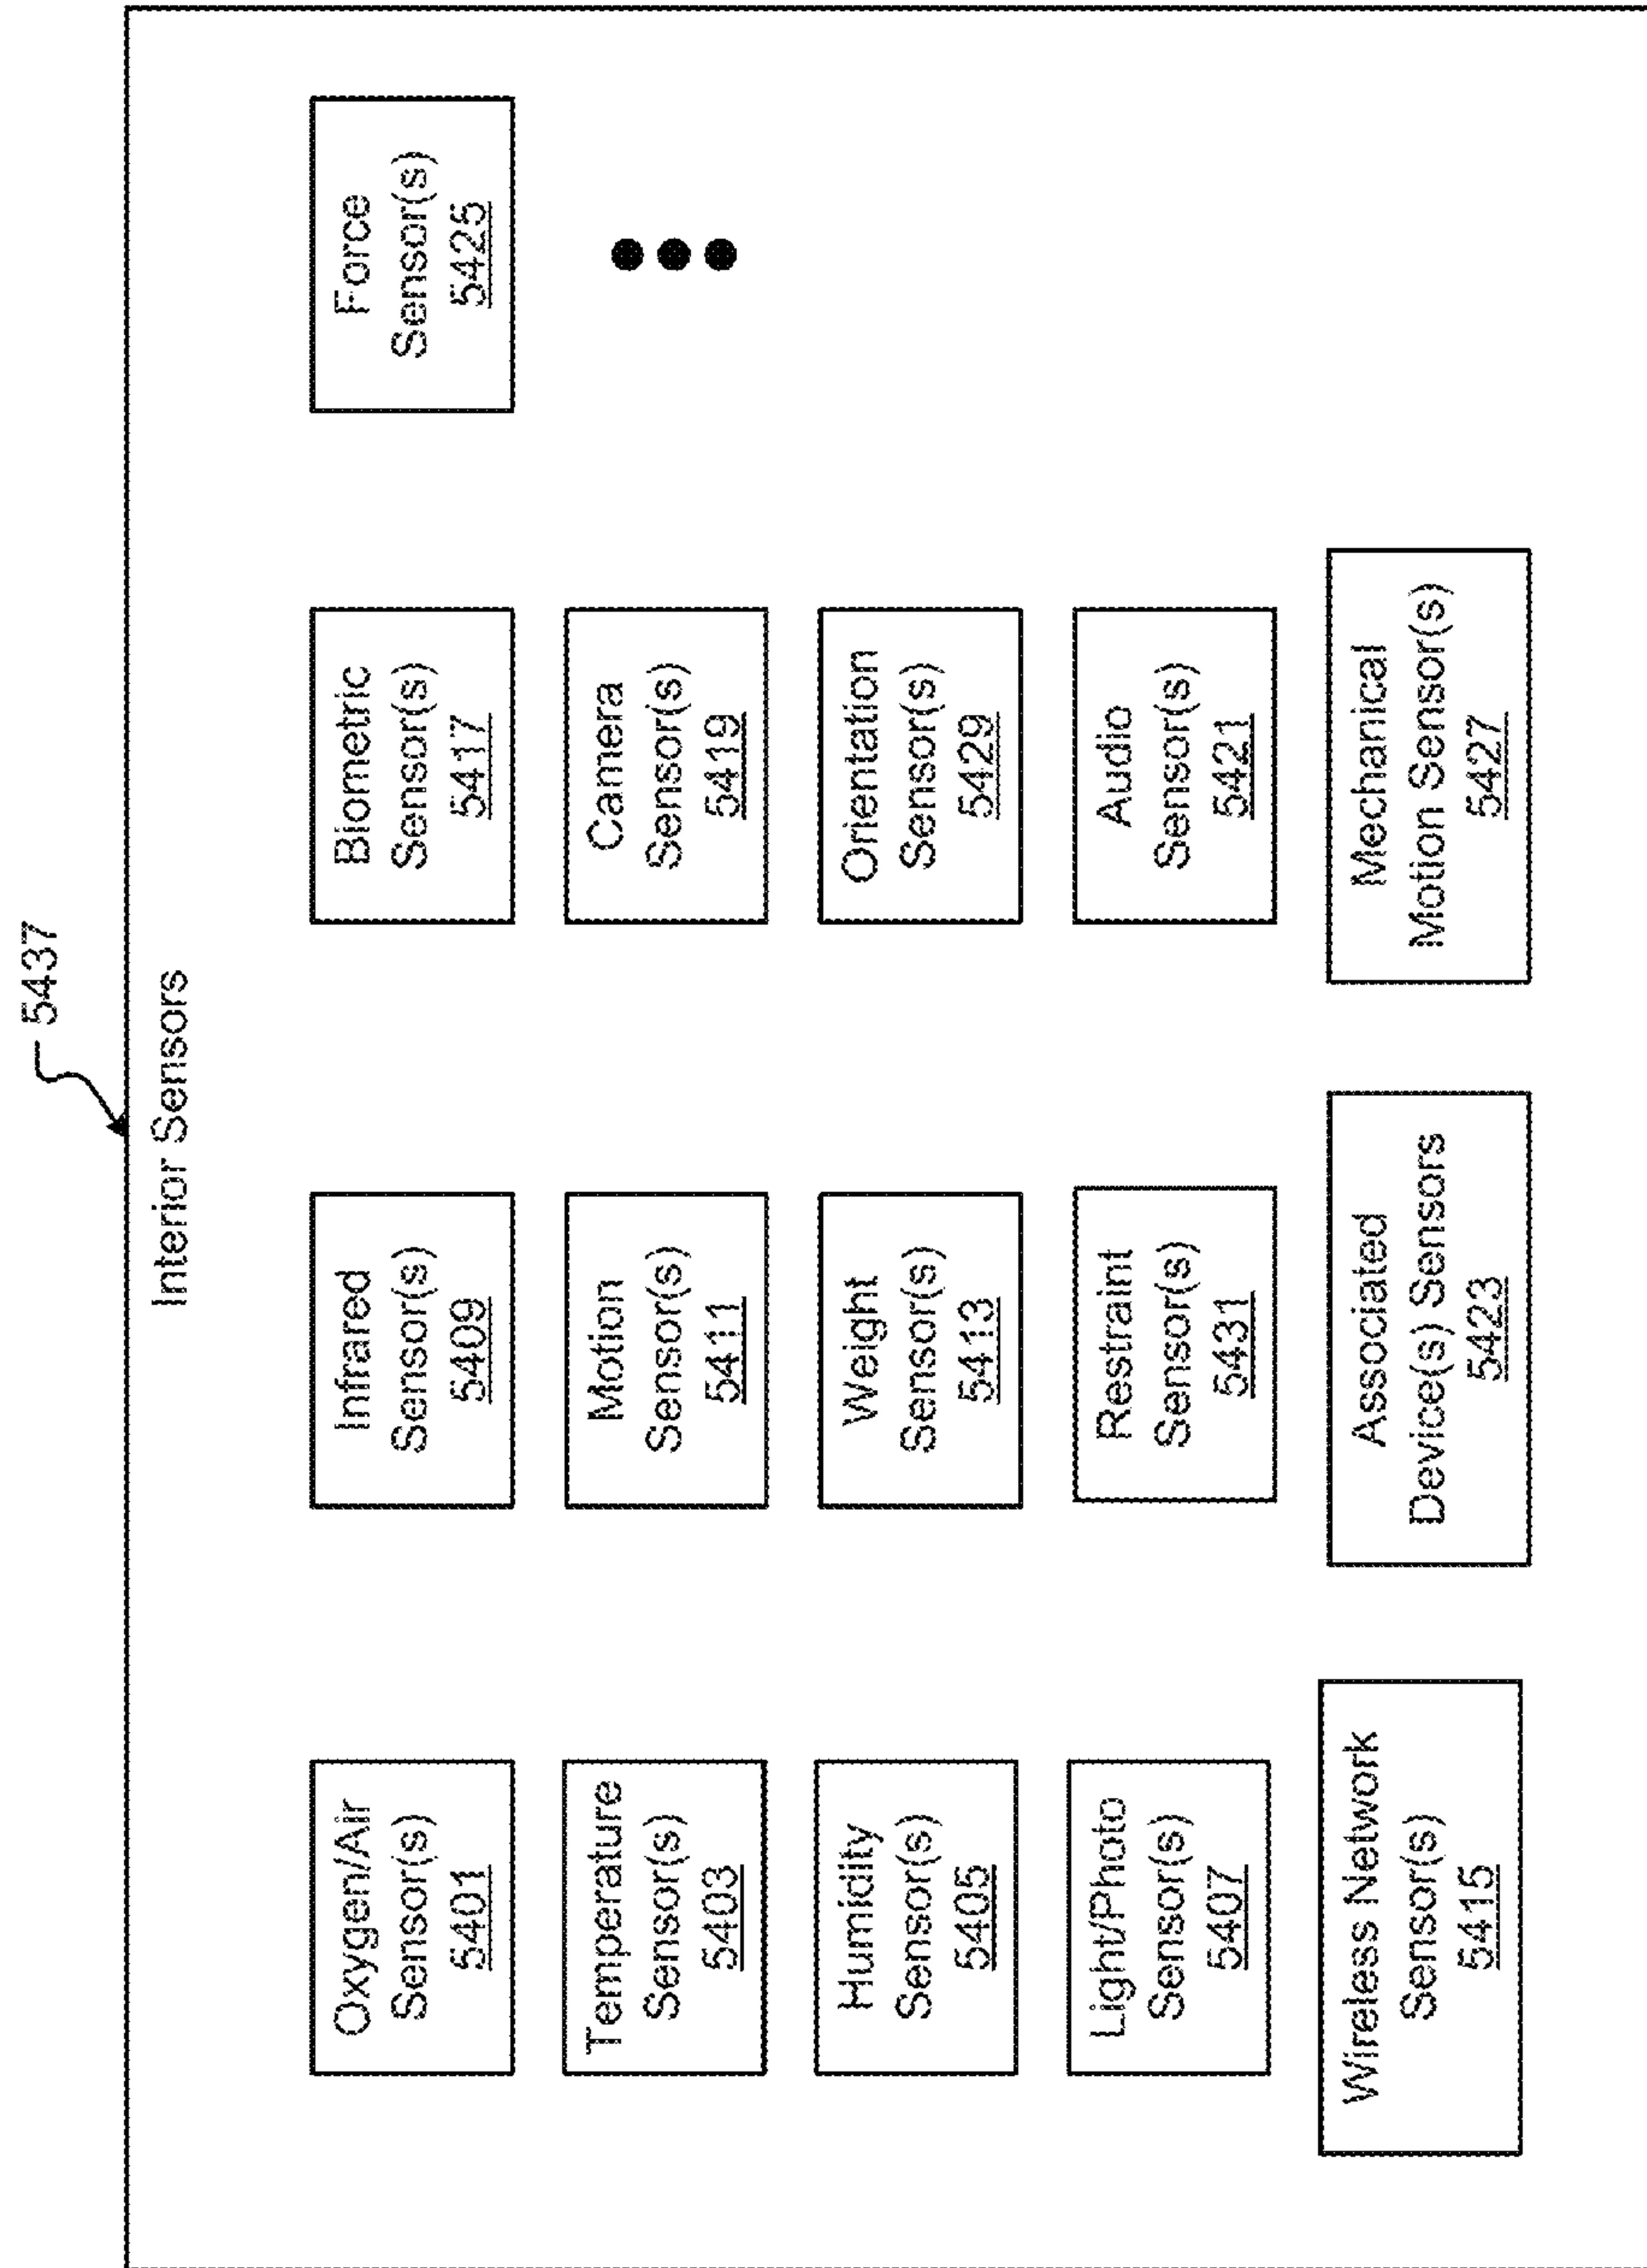 5437
Interior Sensors
Oxygen/Air
Sensor(s)
5401
Temperature
Sensor(s)
5403
Humidity
Sensor(s)
5405
Light/Photo
Sensor(s)
5407
Wireless Network
Sensor(s)
5415
Infrared
Sensor(s)
5409
Motion
Sensor(s)
5411
Weight
Sensor(s)
5413
Restraint
Sensor(s)
5431
Associated
Device(s) Sensors
5423
Biometric
Sensor(s)
5417
Camera
Sensor(s)
5419
Orientation
Sensor(s)
5429
Audio
Sensor(s)
5421
Mechanical
Motion Sensor(s)
5427
Force
Sensor(s)
5425